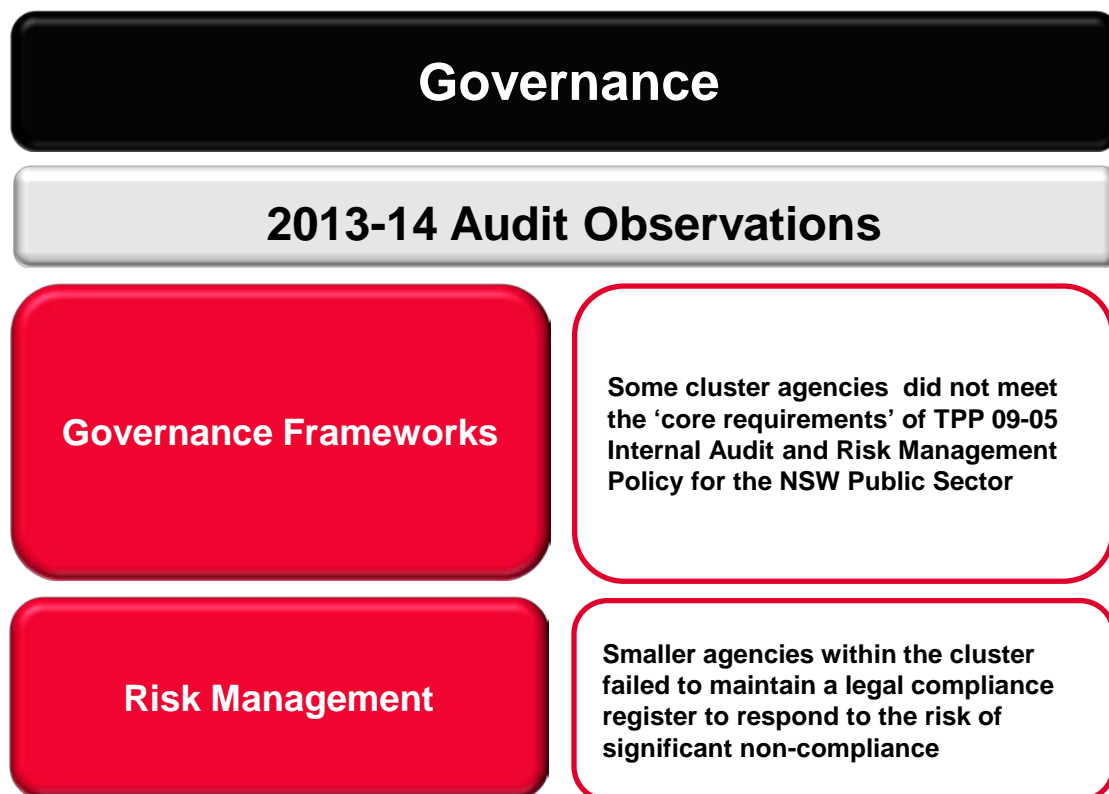 Governance
2013-14 Audit Observations
Governance Frameworks
Some cluster agencies did not meet
the ‘core requirements’ of TPP 09-05
Internal Audit and Risk Management
Policy for the NSW Public Sector
Risk Management
Smaller agencies within the cluster
failed to maintain a legal compliance
register to respond to the risk of
significant non-compliance